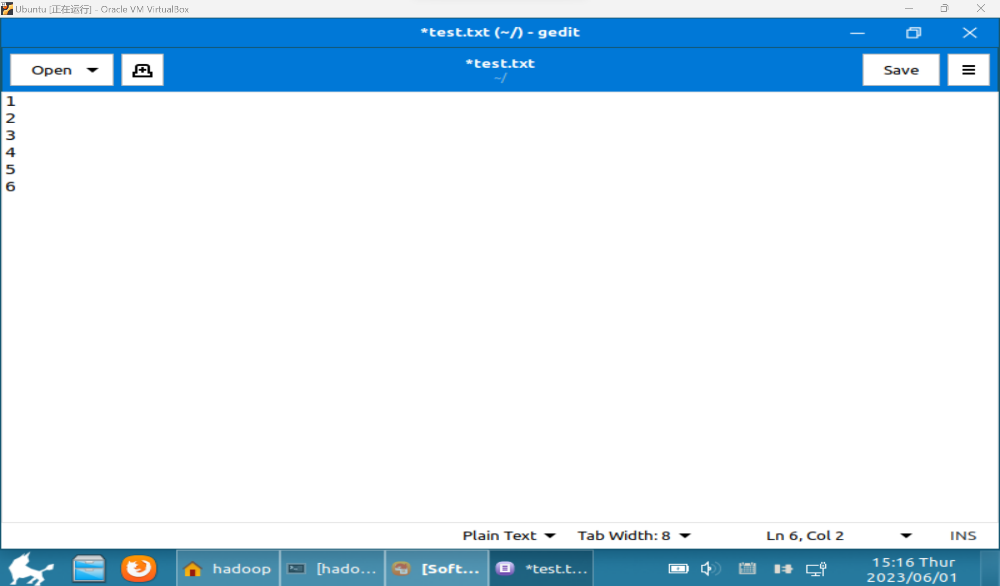 Ubuntu [正在运行] - Oracle VM VirtualBox
*test.txt (~/) - gedit
Open
*test.txt
~/
Save
1
2
3
4
5
6
Plain Text
Tab Width: 8
Ln 6, Col 2
INS
hadoop
[hado...
[Soft...
*test.t...
15:16 Thur
2023/06/01